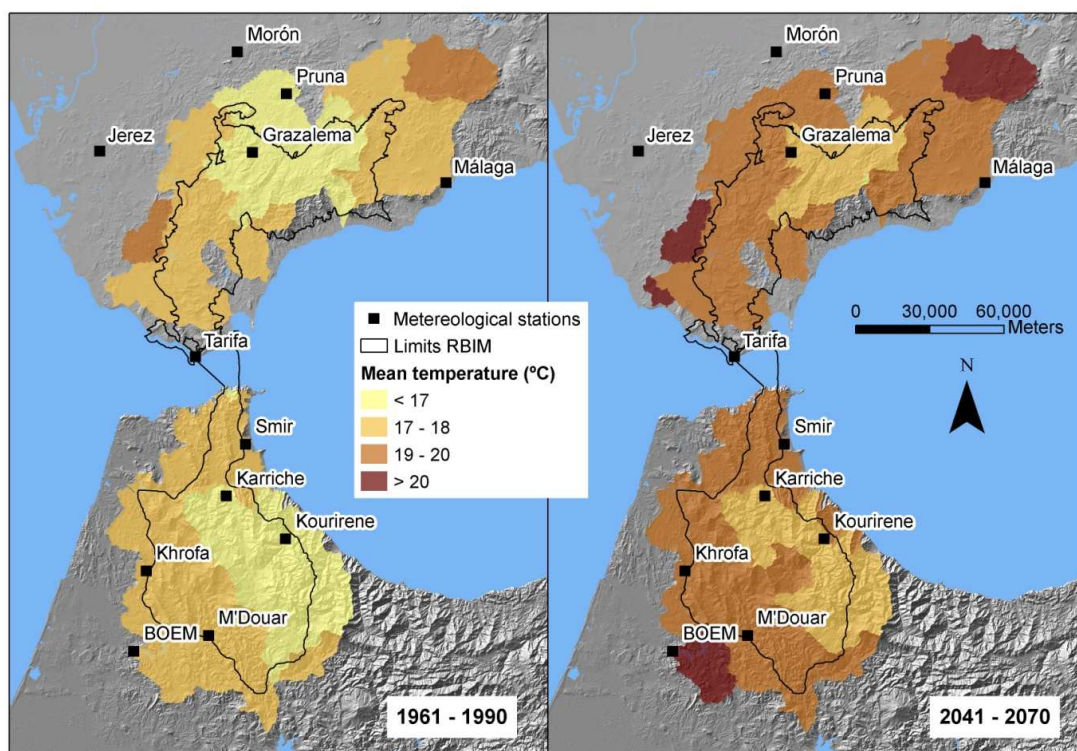 Morón
Pruna
Jerez
Grazalema
Málaga
Tarifa
Smir
Karriche
Kourirene
Khrofa
M'Douar
BOEM
1961 - 1990
Metereological stations
Limits RBIM
Mean temperature (ºC)
< 17
17 - 18
19 - 20
> 20
Morón
Pruna
Jerez
Grazalema
Málaga
0 30,000 60,000
Meters
Tarifa
N
Smir
Karriche
Kourirene
Khrofa
M'Douar
BOEM
2041 - 2070